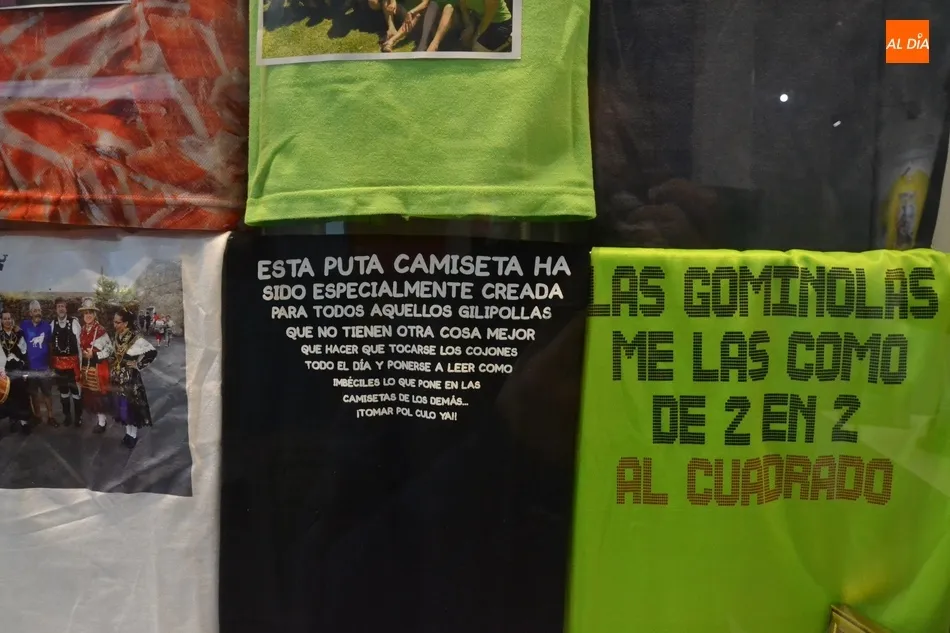 AL DÍA
ESTA PUTA CAMISETA HA
SIDO ESPECIALMENTE CREADA
PARA TODOS AQUELLOS GILIPOLLAS
QUE NO TIENEN OTRA COSA MEJOR
QUE HACER QUE TOCARSE LOS COJONES
TODO EL DÍA Y PONERSE A LEER COMO
IMBÉCILES LO QUE PONE EN LAS
CAMISETAS DE LOS DEMÁS...
¡TOMAR POL CULO YA!!
LAS GOMINOLAS
ME LAS COMO
DE 2 EN 2
AL CUADRADO